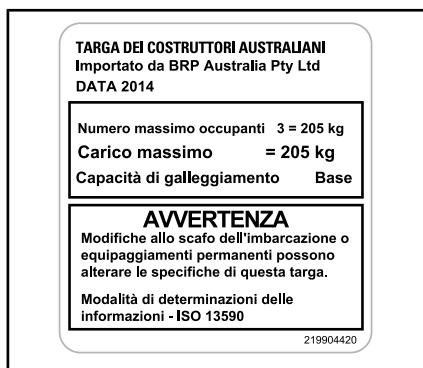 TARGA DEI COSTRUTTORI AUSTRALIANI
Importato da BRP Australia Pty Ltd
DATA 2014
Numero massimo occupanti 3 = 205 kg
Carico massimo = 205 kg
Capacità di galleggiamento Base
AVVERTENZA
Modifiche allo scafo dell'imbarcazione o
equipaggiamenti permanenti possono
alterare le specifiche di questa targa.
Modalità di determinazioni delle
informazioni - ISO 13590
219904420